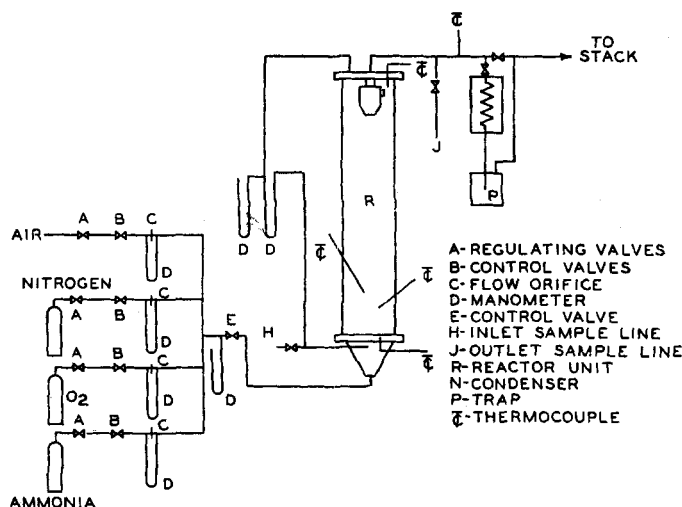 TO
STACK
T̄C
T̄C
J
P
R
D D
A B C
AIR
D
T̄C
T̄C
NITROGEN
A B C
D
E
H
T̄C
D
O2
A B C
D
A B C
D
AMMONIA
A-REGULATING VALVES
B-CONTROL VALVES
C-FLOW ORIFICE
D-MANOMETER
E-CONTROL VALVE
H-INLET SAMPLE LINE
J-OUTLET SAMPLE LINE
R-REACTOR UNIT
N-CONDENSER
P-TRAP
T̄C-THERMOCOUPLE